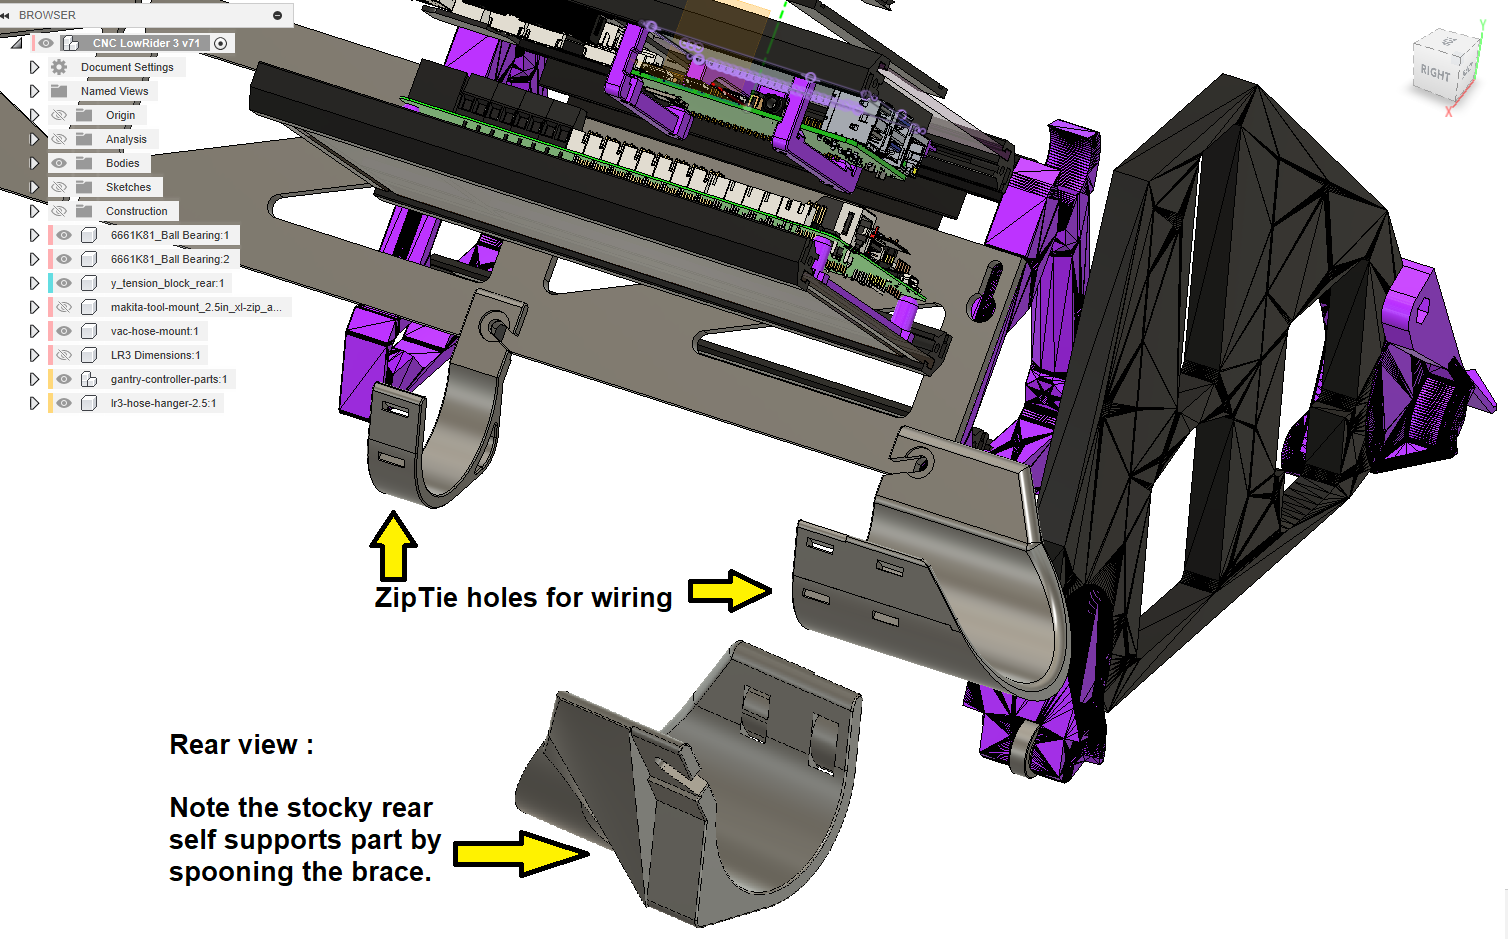 BROWSER
CNC LowRider 3 v71
Document Settings
Named Views
Origin
Analysis
Bodies
Sketches
Construction
6661K81_Ball Bearing:1
6661K81_Ball Bearing:2
y_tension_block_rear:1
makita-tool-mount_2.5in_xl-zip_a...
vac-hose-mount:1
LR3 Dimensions:1
gantry-controller-parts:1
lr3-hose-hanger-2.5:1
Y
RIGHT
X
ZipTie holes for wiring
Rear view :
Note the stocky rear
self supports part by
spooning the brace.